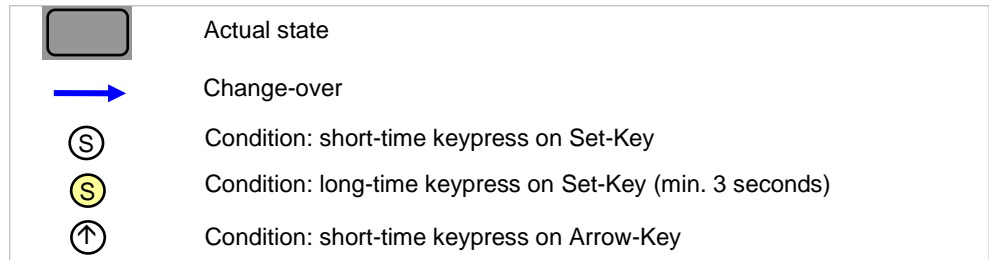 Actual state
Change-over
S Condition: short-time keypress on Set-Key
S Condition: long-time keypress on Set-Key (min. 3 seconds)
Condition: short-time keypress on Arrow-Key